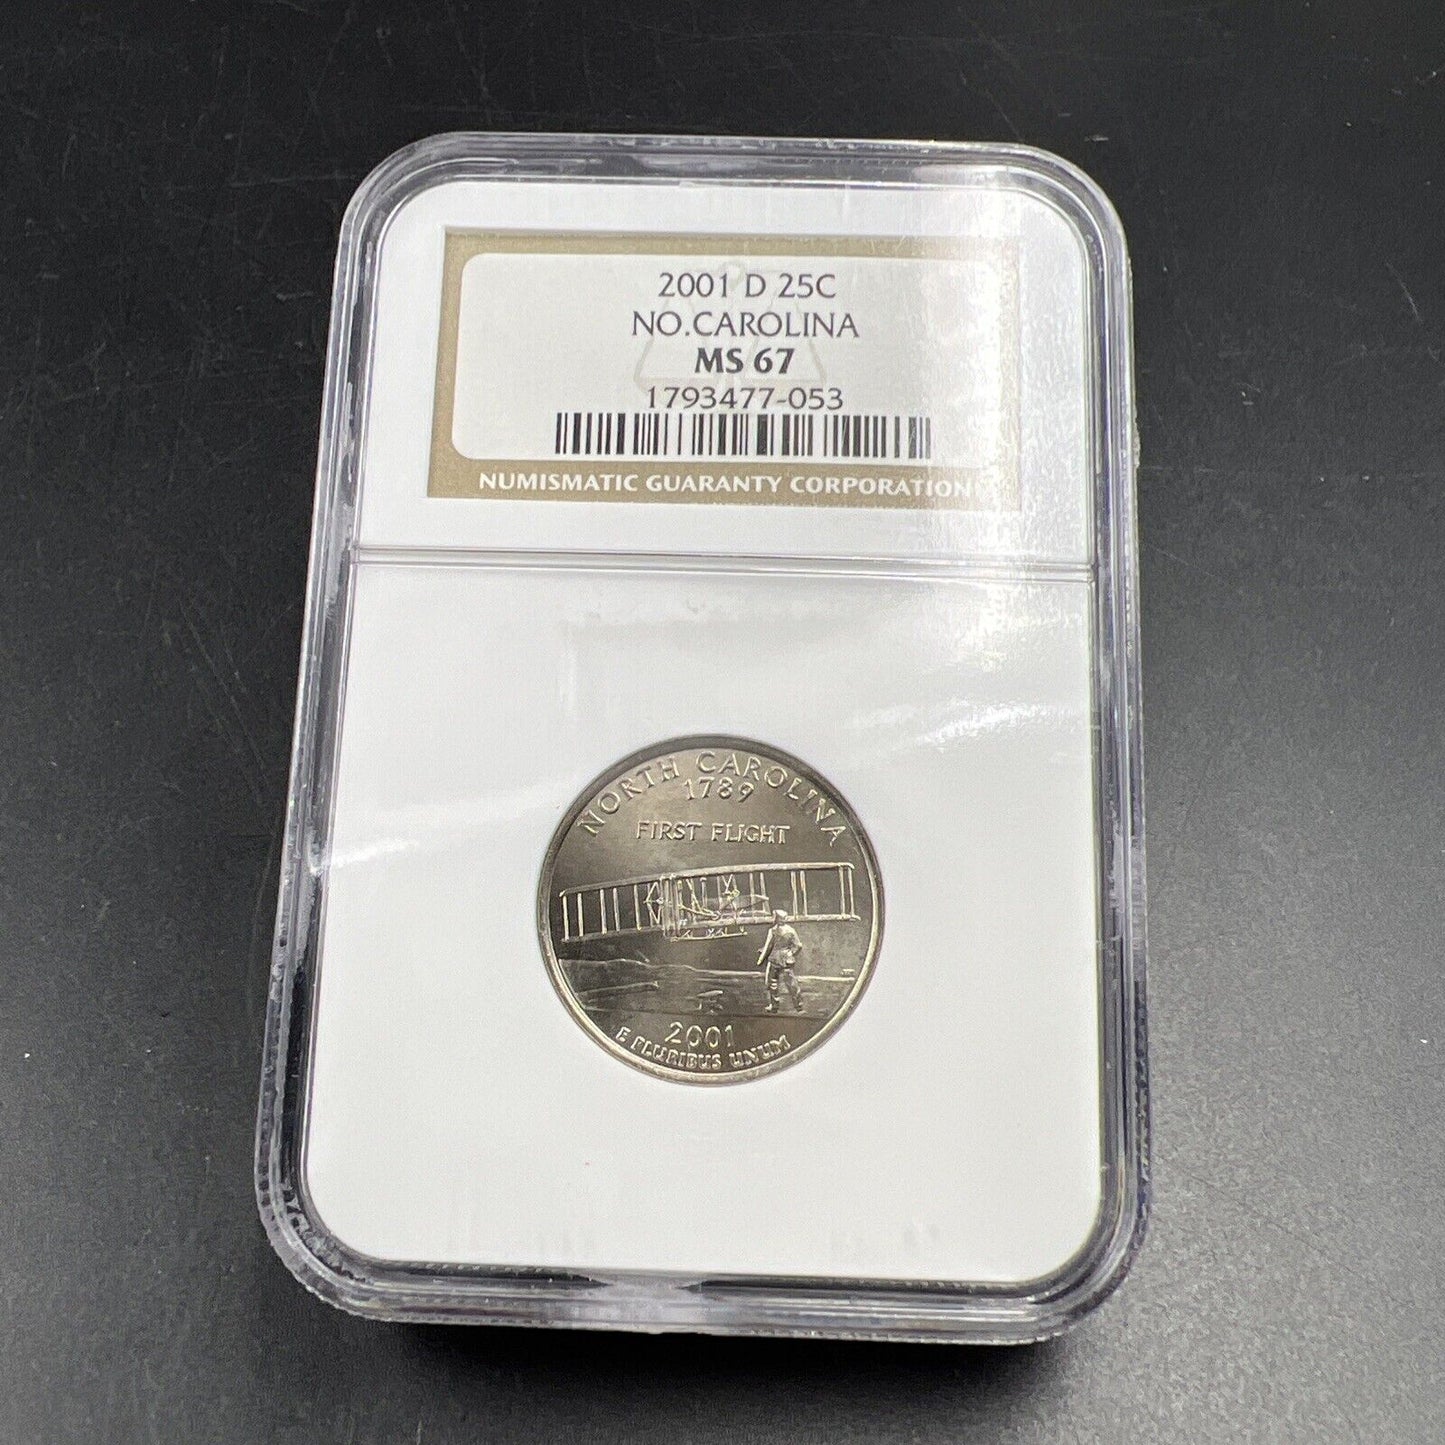 2001 D 25C
NO.CAROLINA
MS 67
1793477-053
NUMISMATIC GUARANTY CORPORATION
NORTH CAROLINA
1789
FIRST FLIGHT
2001
E PLURIBUS UNUM